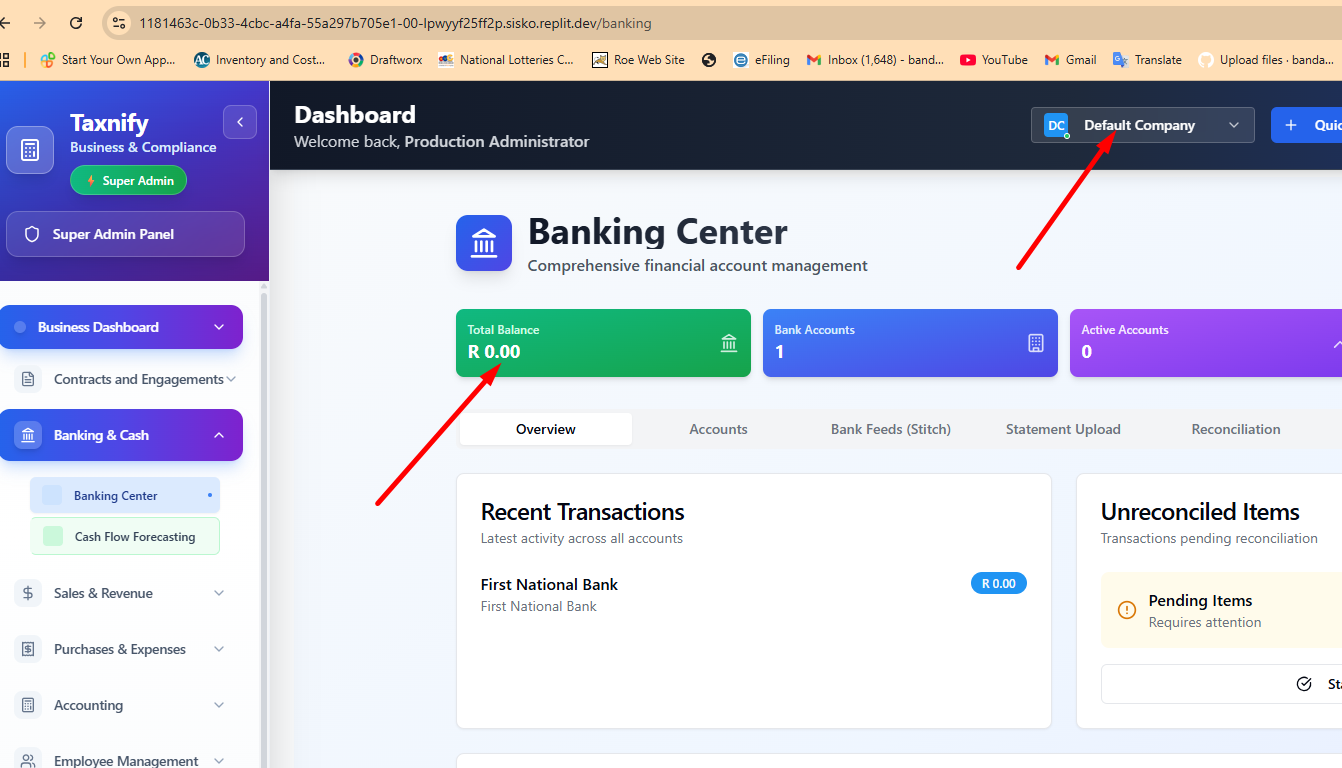 1181463c-0b33-4cbc-a4fa-55a297b705e1-00-lpwyyf25ff2p.sisko.replit.dev/banking
Start Your Own App... Inventory and Cost... Draftworx National Lotteries C... Roe Web Site eFiling Inbox (1,648) - band... YouTube Gmail Translate Upload files · banda...
Taxnify
Business & Compliance
Super Admin
Super Admin Panel
Dashboard
Welcome back, Production Administrator
DC Default Company
Quic
Business Dashboard
Contracts and Engagements
Banking & Cash
Banking Center
Cash Flow Forecasting
Sales & Revenue
Purchases & Expenses
Accounting
Employee Management
Banking Center
Comprehensive financial account management
Total Balance
R 0.00
Bank Accounts
1
Active Accounts
0
Overview Accounts Bank Feeds (Stitch) Statement Upload Reconciliation
Recent Transactions
Latest activity across all accounts
First National Bank
First National Bank
R 0.00
Unreconciled Items
Transactions pending reconciliation
Pending Items
Requires attention
Sta